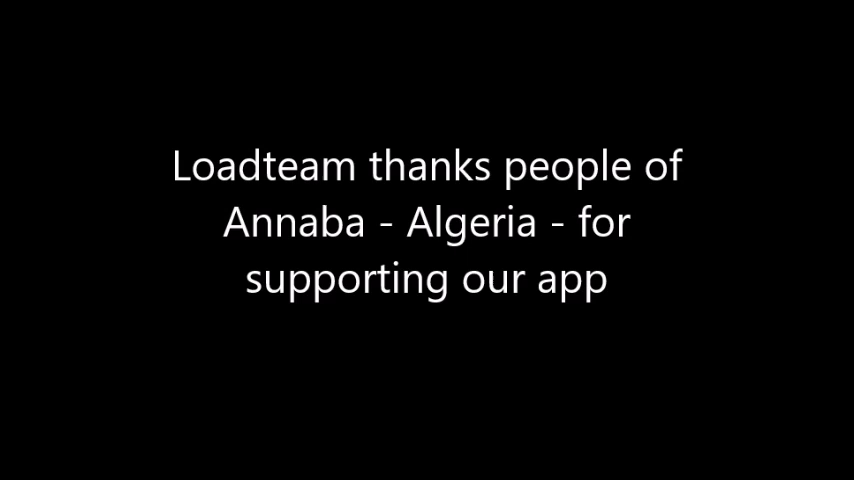 Loadteam thanks people of
Annaba - Algeria - for
supporting our app